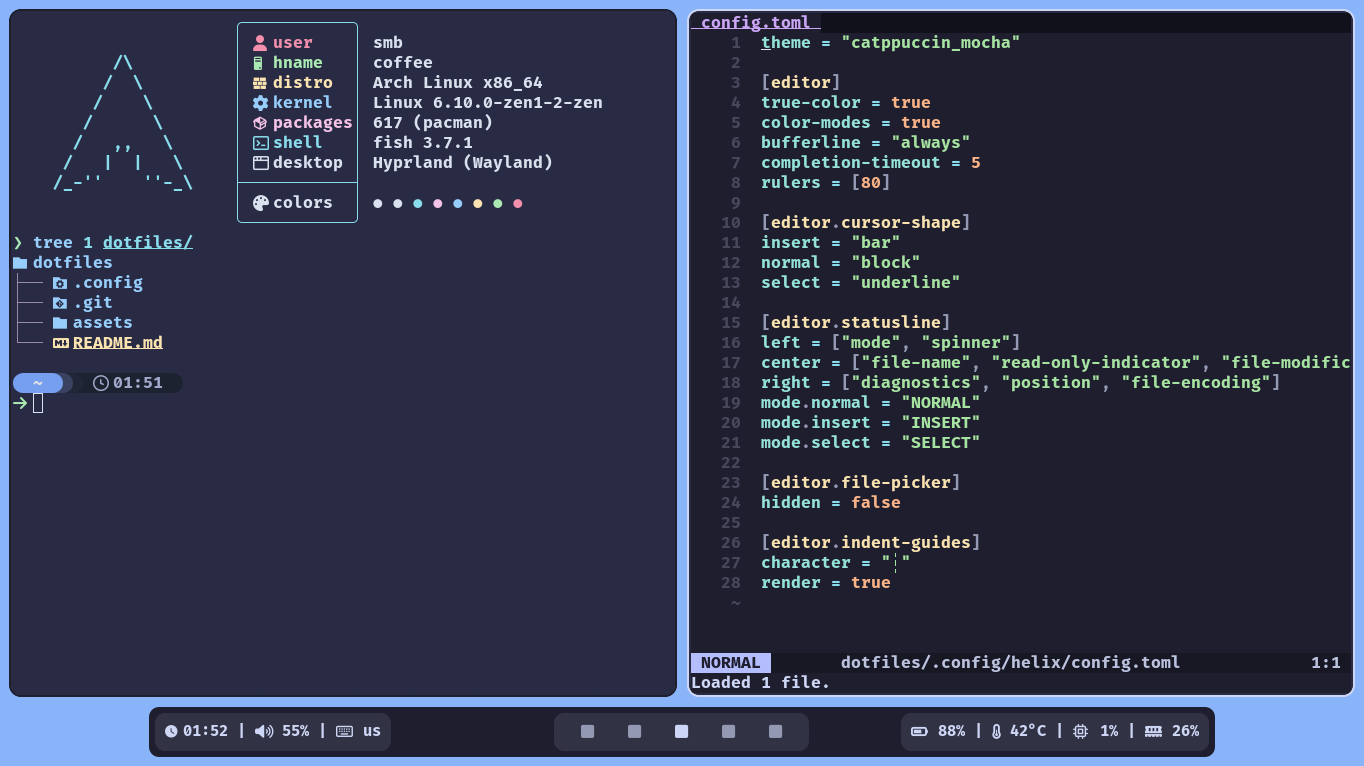 user smb
hname coffee
distro Arch Linux x86_64
kernel Linux 6.10.0-zen1-2-zen
packages 617 (pacman)
shell fish 3.7.1
desktop Hyprland (Wayland)
colors
❯ tree 1 dotfiles/
dotfiles
├── .config
├── .git
├── assets
└── README.md
~ 01:51
→
config.toml
1 theme = "catppuccin_mocha"
2
3 [editor]
4 true-color = true
5 color-modes = true
6 bufferline = "always"
7 completion-timeout = 5
8 rulers = [80]
9
10 [editor.cursor-shape]
11 insert = "bar"
12 normal = "block"
13 select = "underline"
14
15 [editor.statusline]
16 left = ["mode", "spinner"]
17 center = ["file-name", "read-only-indicator", "file-modific
18 right = ["diagnostics", "position", "file-encoding"]
19 mode.normal = "NORMAL"
20 mode.insert = "INSERT"
21 mode.select = "SELECT"
22
23 [editor.file-picker]
24 hidden = false
25
26 [editor.indent-guides]
27 character = "╎"
28 render = true
~
NORMAL dotfiles/.config/helix/config.toml 1:1
Loaded 1 file.
01:52 | 55% | us
88% | 42°C | 1% | 26%